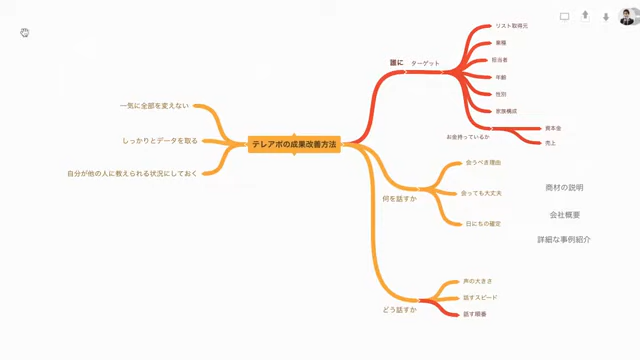 テレアポの成果改善方法
一気に全部を変えない
しっかりとデータを取る
自分が他の人に教えられる状況にしておく
誰に
ターゲット
リスト取得元
業種
担当者
年齢
性別
家族構成
お金持っているか
資本金
売上
何を話すか
会うべき理由
会っても大丈夫
日にちの確定
商材の説明
会社概要
詳細な事例紹介
どう話すか
声の大きさ
話すスピード
話す順番